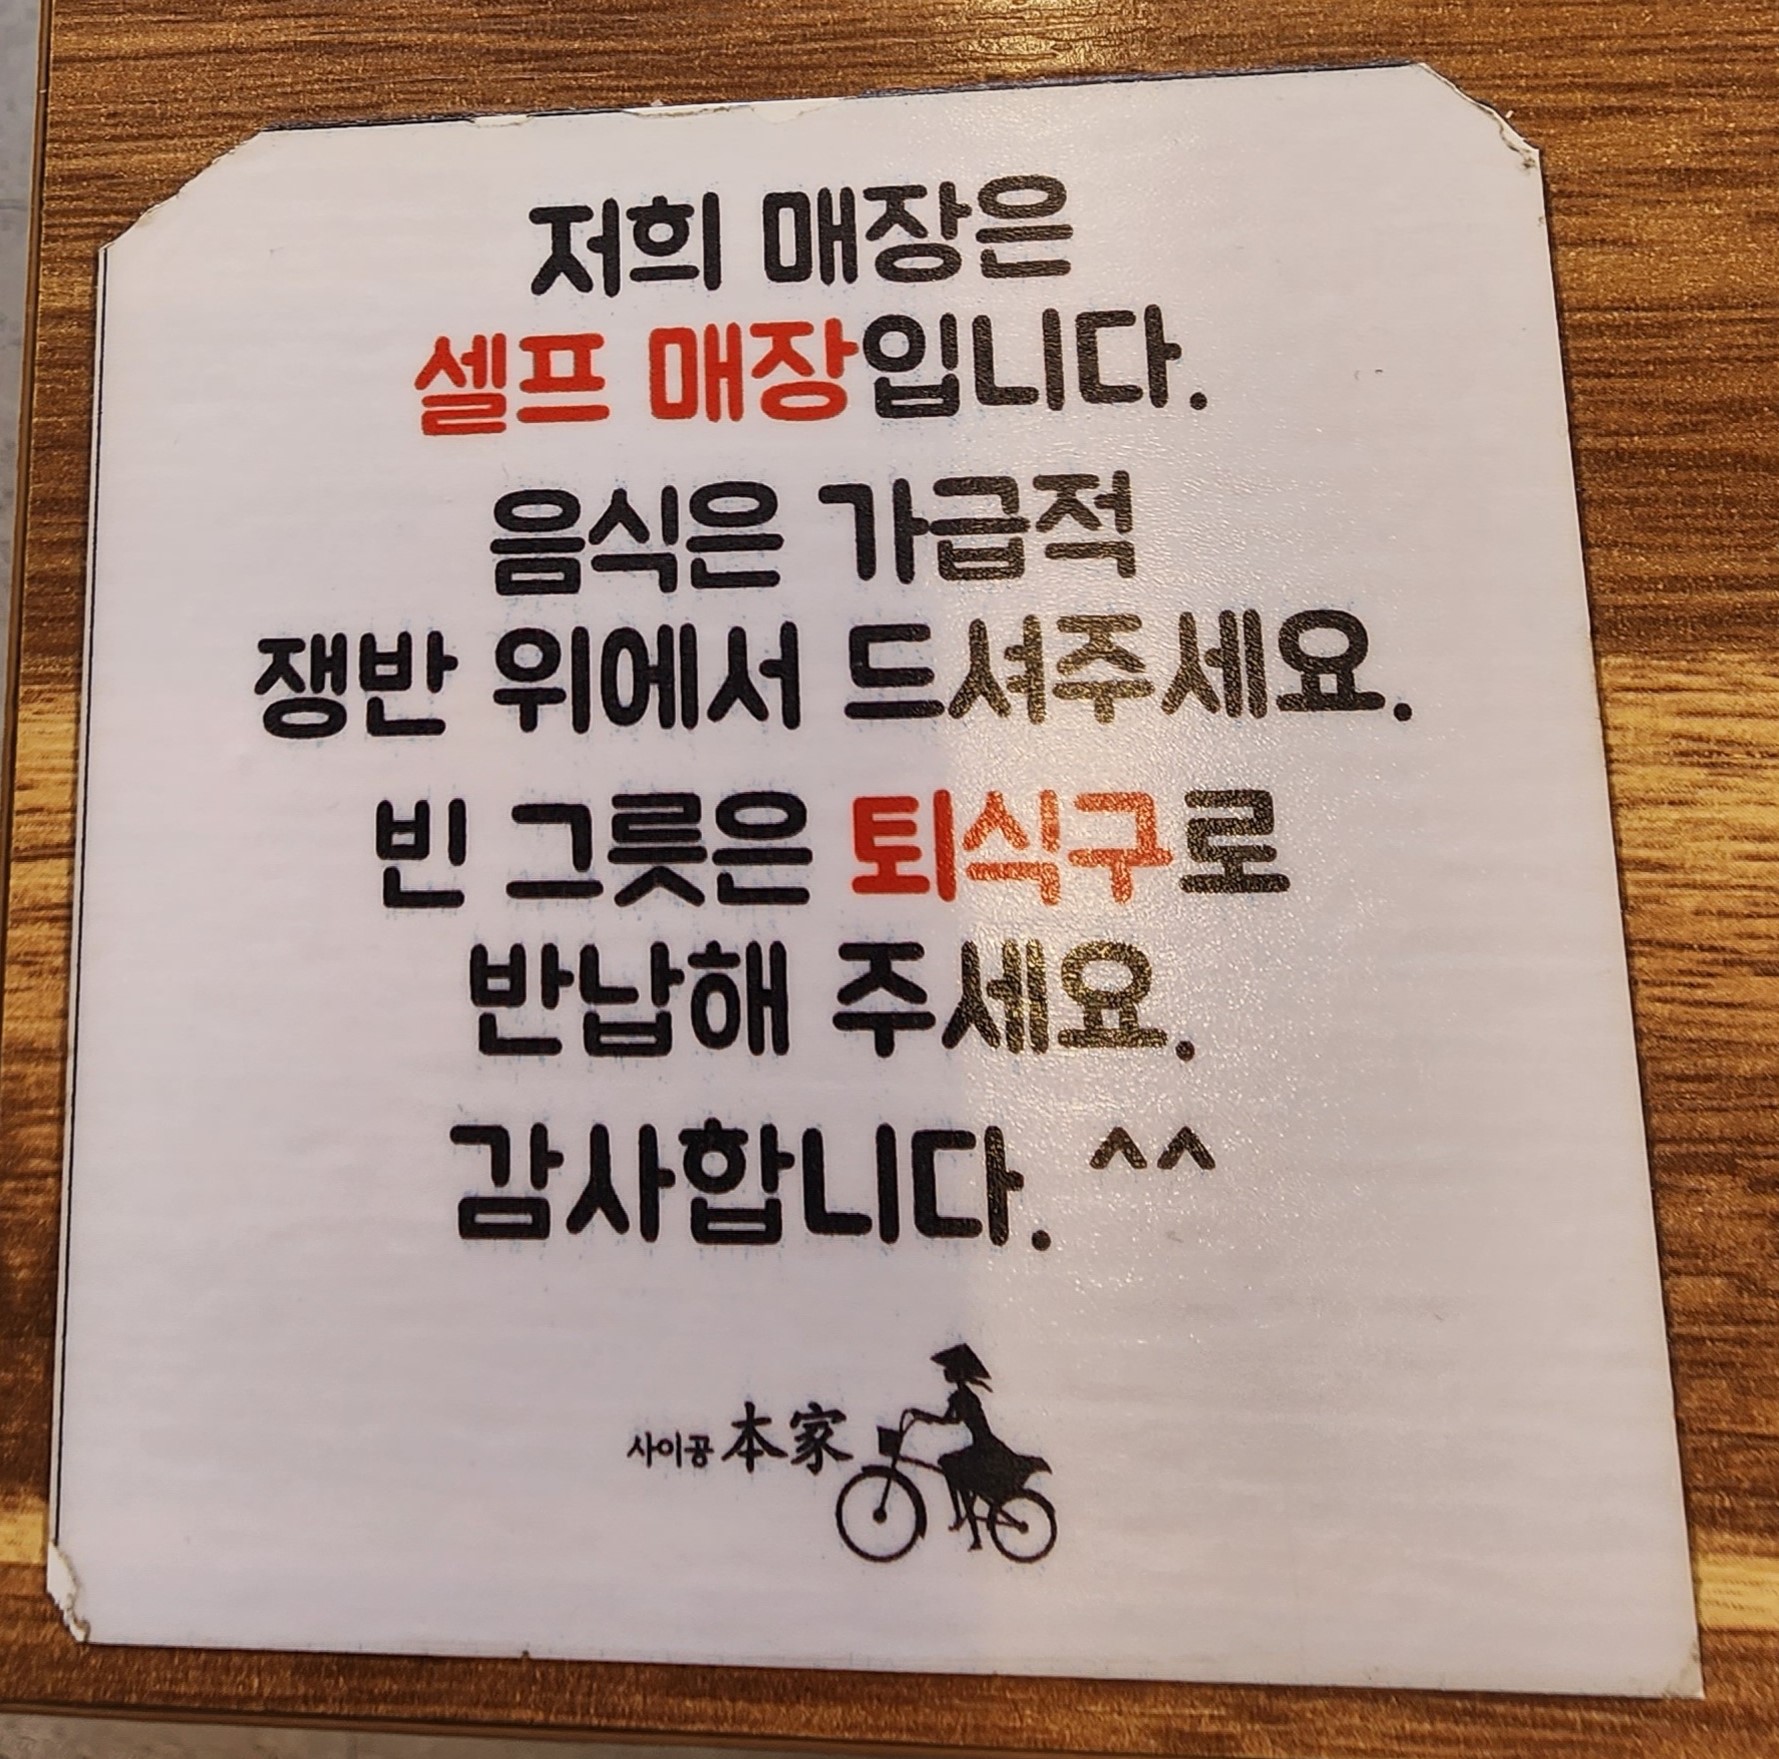 저희 매장은
셀프 매장입니다.
음식은 가급적
쟁반 위에서 드셔주세요.
빈 그릇은 퇴식구로
반납해 주세요.
감사합니다. ^^
사이공 本家